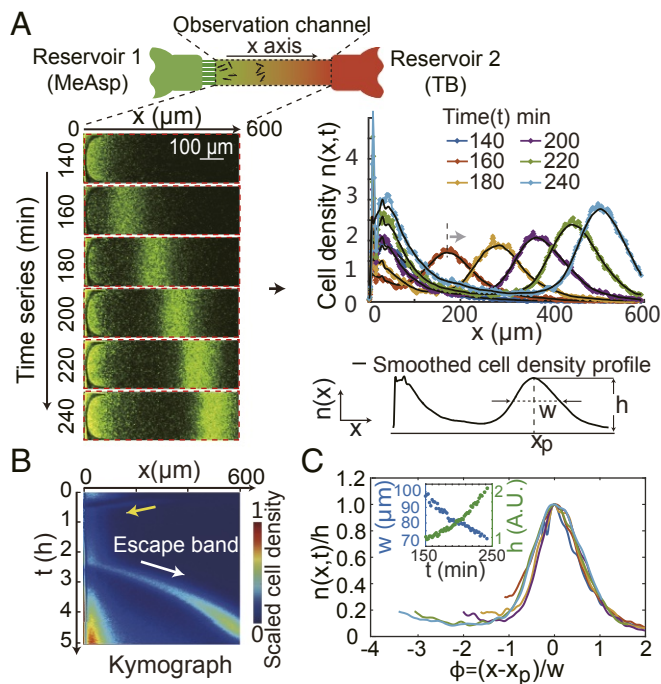 A
Observation channel
Reservoir 1
(MeAsp)
x axis
Reservoir 2
(TB)
0
x (μm)
600
100 μm
Time series (min)
140
160
180
200
220
240
Time(t) min
140
160
180
200
220
240
Cell density n(x,t)
4
3
2
1
0
0
200
400
600
x (μm)
Smoothed cell density profile
n(x)
x
w
h
xp
B
0
x(μm)
600
t (h)
0
1
2
3
4
5
Escape band
Kymograph
1
0
Scaled cell density
C
n(x,t)/h
1.2
1.0
0.8
0.6
0.4
0.2
0
-4
-3
-2
-1
0
1
2
ϕ=(x-xp)/w
w (μm)
100
90
80
70
2
1
h (A.U.)
150
240
t (min)